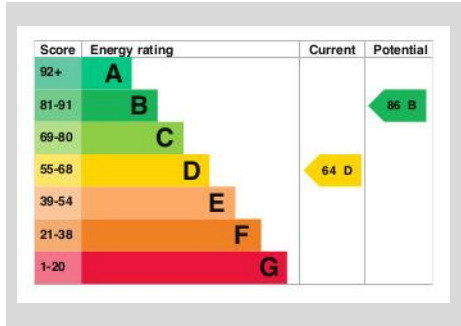 Score Energy rating Current Potential
92+ A
81-91 B 86 B
69-80 C
55-68 D 64 D
39-54 E
21-38 F
1-20 G